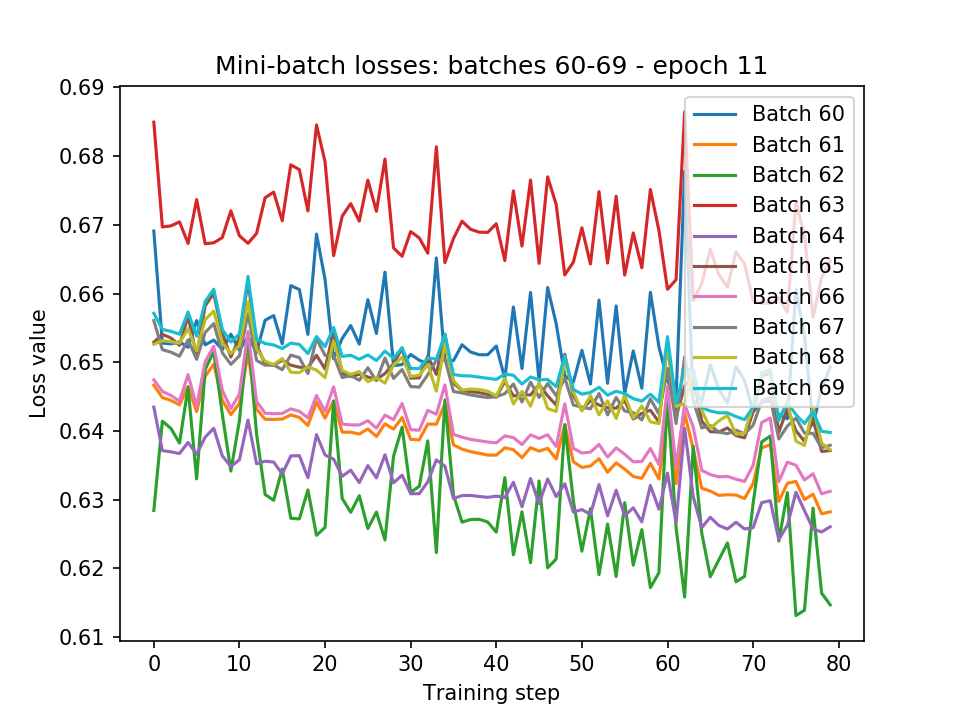 Mini-batch losses: batches 60-69 - epoch 11
Loss value
0.69
0.68
0.67
0.66
0.65
0.64
0.63
0.62
0.61
0
10
20
30
40
50
60
70
80
Training step
Batch 60
Batch 61
Batch 62
Batch 63
Batch 64
Batch 65
Batch 66
Batch 67
Batch 68
Batch 69